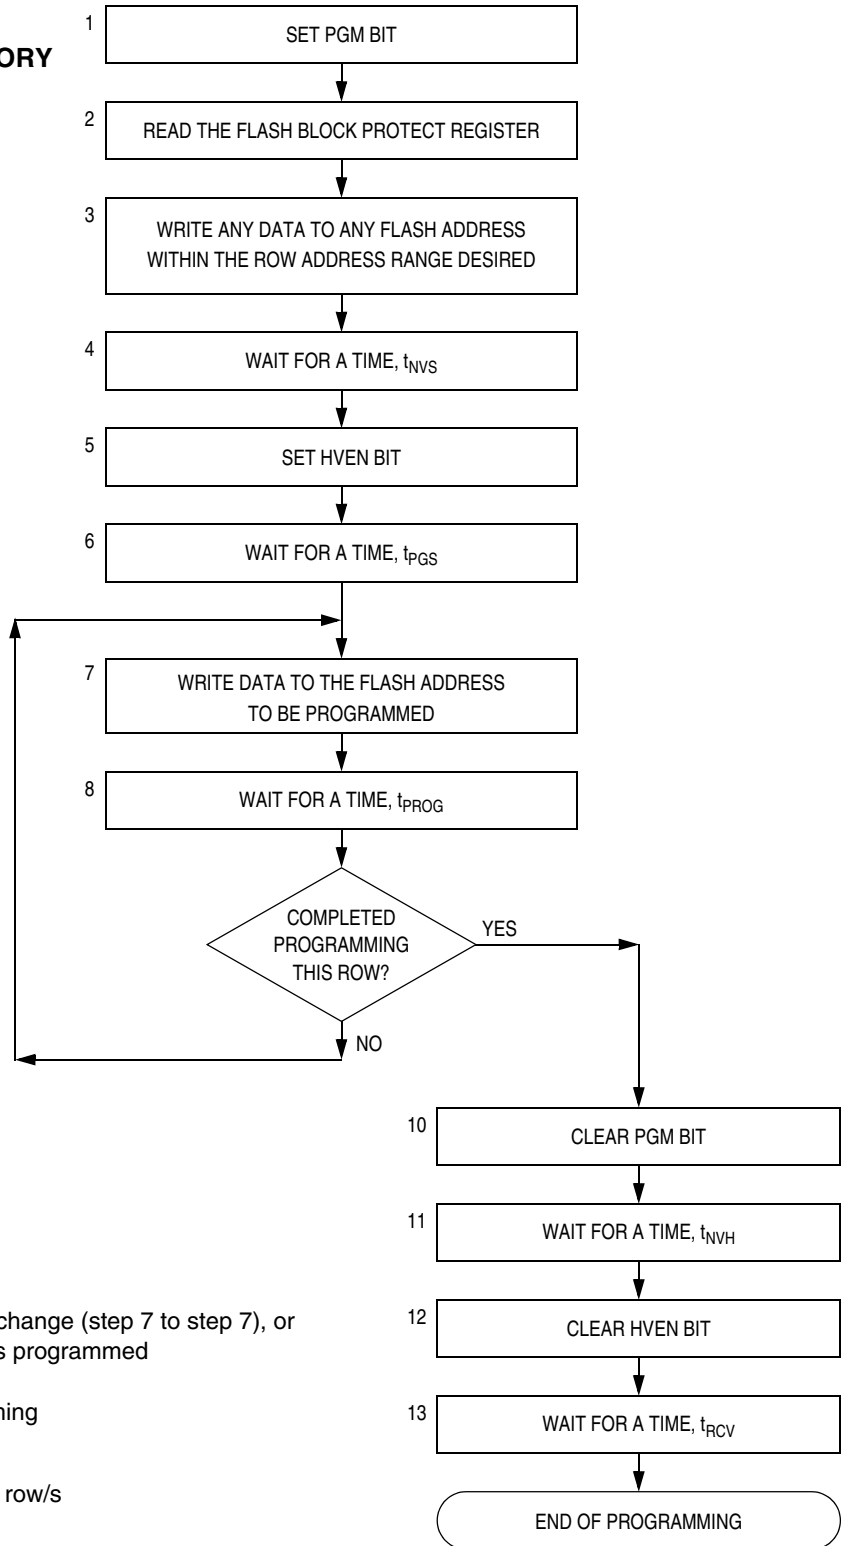 1
SET PGM BIT
ORY
2
READ THE FLASH BLOCK PROTECT REGISTER
3
WRITE ANY DATA TO ANY FLASH ADDRESS
WITHIN THE ROW ADDRESS RANGE DESIRED
4
WAIT FOR A TIME, tNVS
5
SET HVEN BIT
6
WAIT FOR A TIME, tPGS
7
WRITE DATA TO THE FLASH ADDRESS
TO BE PROGRAMMED
8
WAIT FOR A TIME, tPROG
COMPLETED
PROGRAMMING
THIS ROW?
YES
NO
10
CLEAR PGM BIT
11
WAIT FOR A TIME, tNVH
change (step 7 to step 7), or
s programmed
12
CLEAR HVEN BIT
ning
13
WAIT FOR A TIME, tRCV
row/s
END OF PROGRAMMING